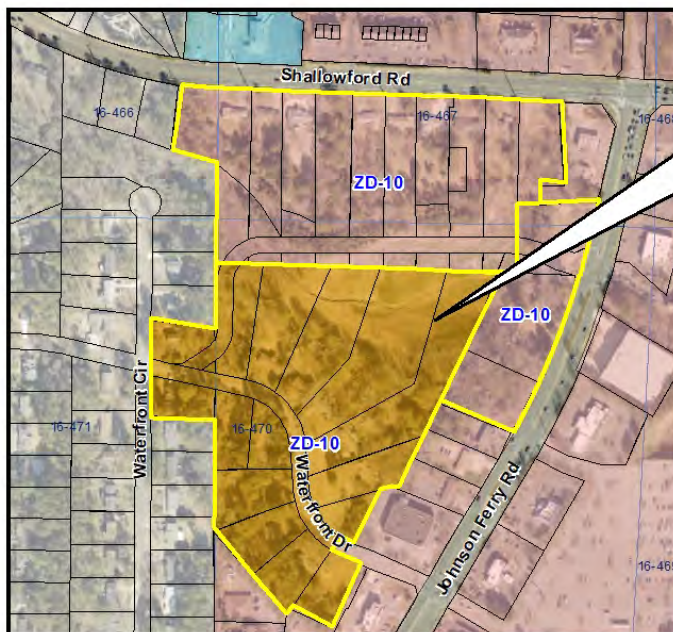 Shallowford Rd
16-466
16-467
16-468
ZD-10
ZD-10
Waterfront Cir
16-471
16-470
ZD-10
Waterfront Dr
Johnson Ferry Rd
16-469